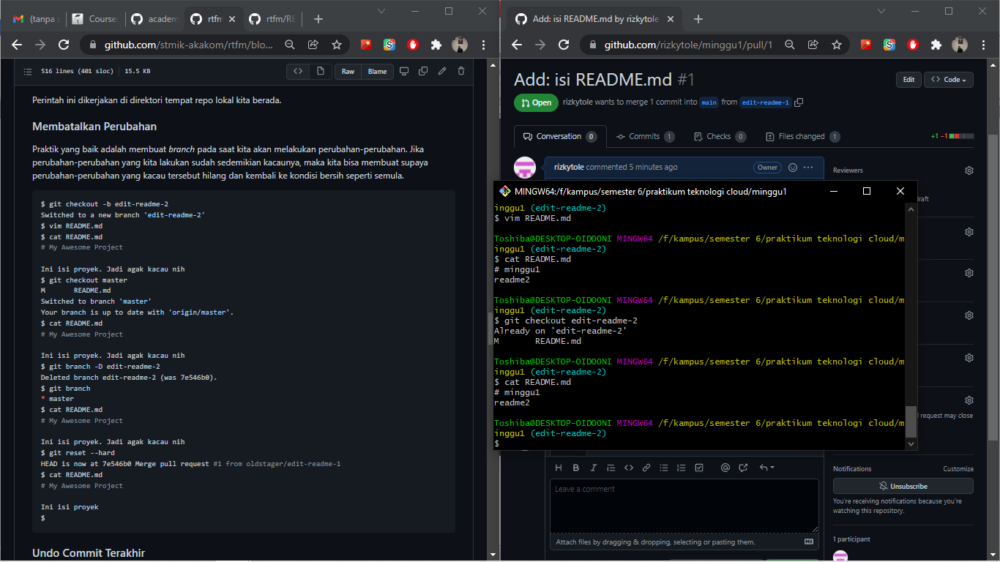 (tanpa s
Course
academ
rtfm
rtfm/RE
github.com/stmik-akakom/rtfm/blo...
516 lines (401 sloc) 15.5 KB
Raw
Blame
Perintah ini dikerjakan di direktori tempat repo lokal kita berada.
Membatalkan Perubahan
Praktik yang baik adalah membuat branch pada saat kita akan melakukan perubahan-perubahan. Jika
perubahan-perubahan yang kita lakukan sudah sedemikian kacaunya, maka kita bisa membuat supaya
perubahan-perubahan yang kacau tersebut hilang dan kembali ke kondisi bersih seperti semula.
$ git checkout -b edit-readme-2
Switched to a new branch 'edit-readme-2'
$ vim README.md
$ cat README.md
# My Awesome Project
Ini isi proyek. Jadi agak kacau nih
$ git checkout master
M README.md
Switched to branch 'master'
Your branch is up to date with 'origin/master'.
$ cat README.md
# My Awesome Project
Ini isi proyek. Jadi agak kacau nih
$ git branch -D edit-readme-2
Deleted branch edit-readme-2 (was 7e546b0).
$ git branch
* master
$ cat README.md
# My Awesome Project
Ini isi proyek. Jadi agak kacau nih
$ git reset --hard
HEAD is now at 7e546b0 Merge pull request #1 from oldstager/edit-readme-1
$ cat README.md
# My Awesome Project
Ini isi proyek
$
Undo Commit Terakhir
Add: isi README.md by rizkytole
github.com/rizkytole/minggu1/pull/1
Add: isi README.md #1
Edit
Code
Open
rizkytole wants to merge 1 commit into main from edit-readme-1
Conversation 0
Commits 1
Checks 0
Files changed 1
+1 −1
rizkytole commented 5 minutes ago
Owner
Reviewers
raft
MINGW64:/f/kampus/semester 6/praktikum teknologi cloud/minggu1
inggu1 (edit-readme-2)
$ vim README.md
Toshiba@DESKTOP-OIDOONI MINGW64 /f/kampus/semester 6/praktikum teknologi cloud/m
inggu1 (edit-readme-2)
$ cat README.md
# minggu1
readme2
Toshiba@DESKTOP-OIDOONI MINGW64 /f/kampus/semester 6/praktikum teknologi cloud/m
inggu1 (edit-readme-2)
$ git checkout edit-readme-2
Already on 'edit-readme-2'
M README.md
Toshiba@DESKTOP-OIDOONI MINGW64 /f/kampus/semester 6/praktikum teknologi cloud/m
inggu1 (edit-readme-2)
$ cat README.md
# minggu1
readme2
Toshiba@DESKTOP-OIDOONI MINGW64 /f/kampus/semester 6/praktikum teknologi cloud/m
inggu1 (edit-readme-2)
$
request may close
Leave a comment
Attach files by dragging & dropping, selecting or pasting them.
Notifications
Customize
Unsubscribe
You're receiving notifications because you're
watching this repository.
1 participant